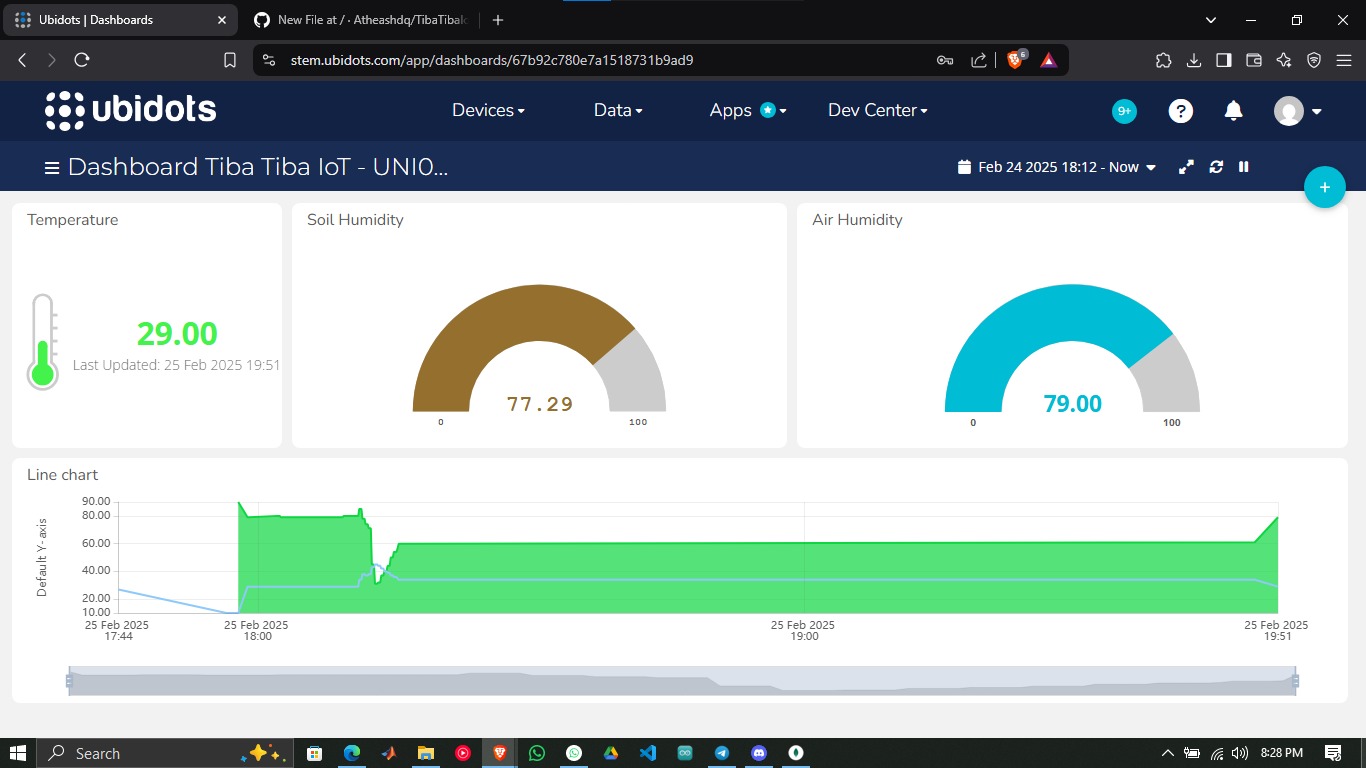 Ubidots | Dashboards
New File at / · Atheashdq/TibaTibaIo
stem.ubidots.com/app/dashboards/67b92c780e7a1518731b9ad9
6
ubidots
Devices
Data
Apps
Dev Center
9+
?
Dashboard Tiba Tiba IoT - UNI0...
Feb 24 2025 18:12 - Now
+
Temperature
29.00
Last Updated: 25 Feb 2025 19:51
Soil Humidity
77.29
0
100
Air Humidity
79.00
0
100
Line chart
Default Y-axis
90.00
80.00
60.00
40.00
20.00
10.00
25 Feb 2025
17:44
25 Feb 2025
18:00
25 Feb 2025
19:00
25 Feb 2025
19:51
Search
8:28 PM